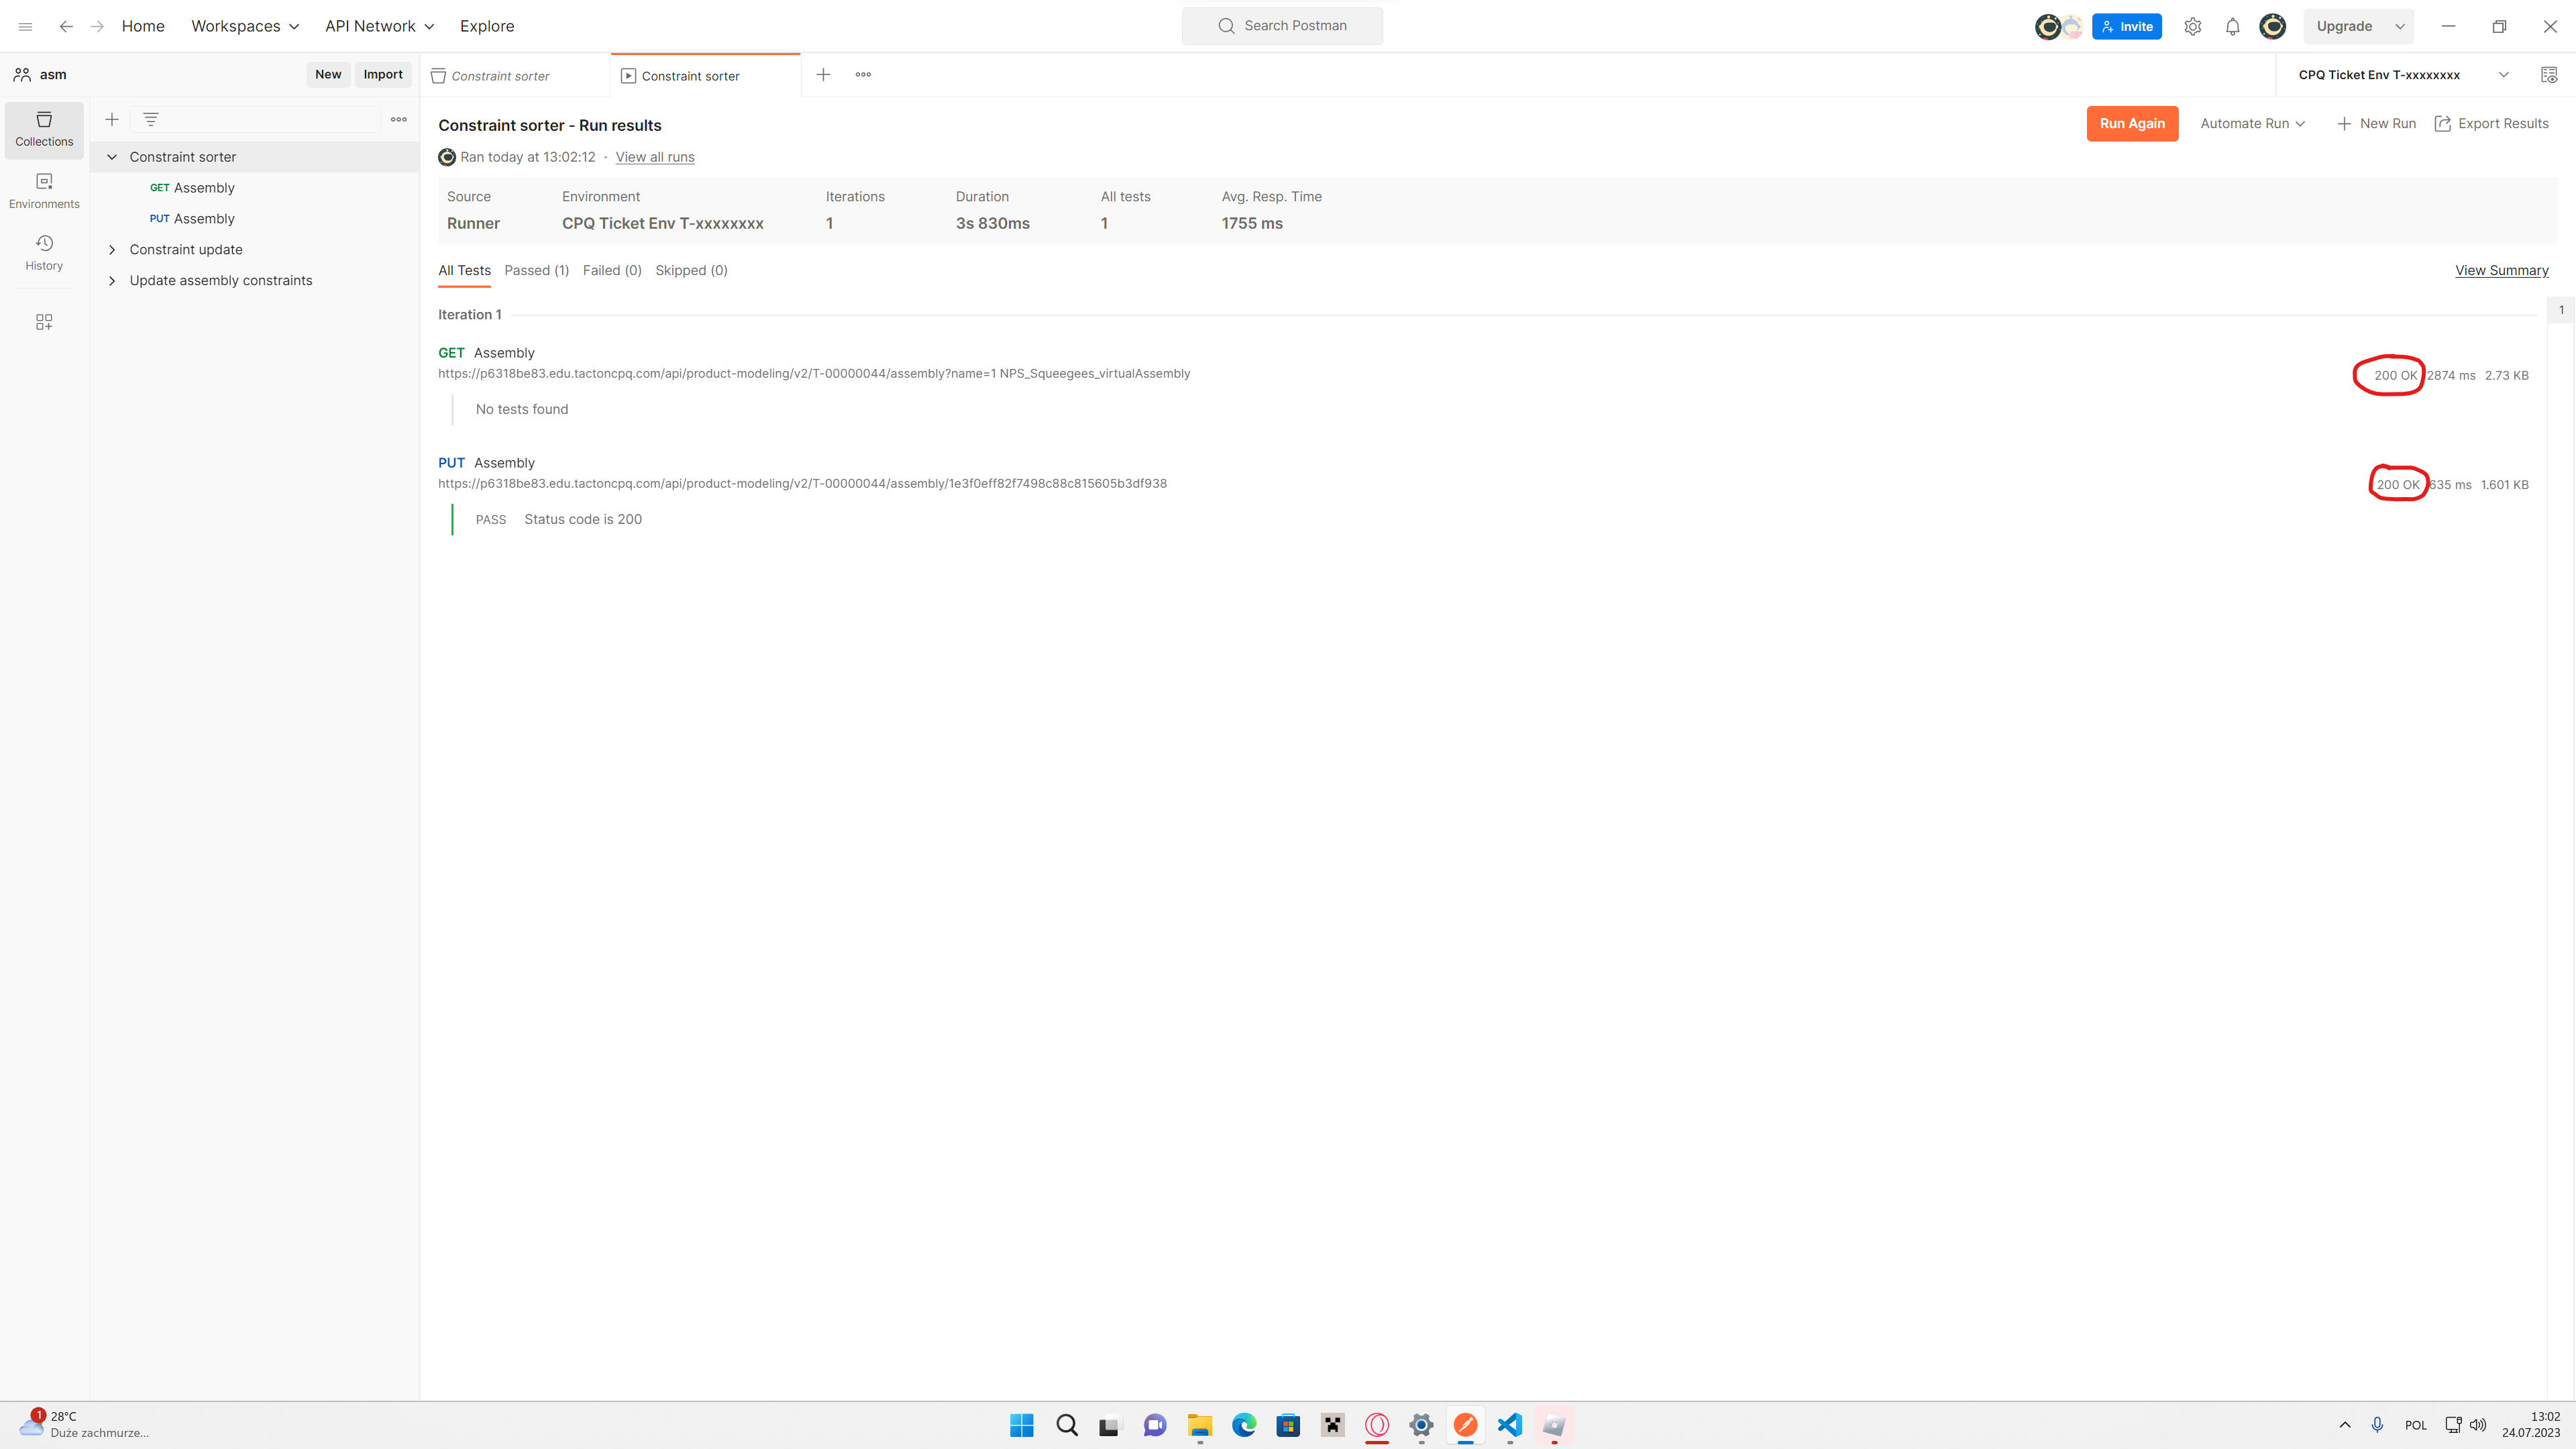 Home Workspaces API Network Explore Search Postman Invite Upgrade
asm New Import Constraint sorter Constraint sorter CPQ Ticket Env T-xxxxxxxx
Collections
Environments
History
Constraint sorter
GET Assembly
PUT Assembly
Constraint update
Update assembly constraints
Constraint sorter - Run results Run Again Automate Run New Run Export Results
Ran today at 13:02:12 · View all runs
Source Environment Iterations Duration All tests Avg. Resp. Time
Runner CPQ Ticket Env T-xxxxxxxx 1 3s 830ms 1 1755 ms
All Tests Passed (1) Failed (0) Skipped (0) View Summary
Iteration 1 1
GET Assembly
https://p6318be83.edu.tactoncpq.com/api/product-modeling/v2/T-00000044/assembly?name=1 NPS_Squeegees_virtualAssembly 200 OK 2874 ms 2.73 KB
No tests found
PUT Assembly
https://p6318be83.edu.tactoncpq.com/api/product-modeling/v2/T-00000044/assembly/1e3f0eff82f7498c88c815605b3df938 200 OK 635 ms 1.601 KB
PASS Status code is 200
1 28°C
Duże zachmurze...
POL 13:02
24.07.2023